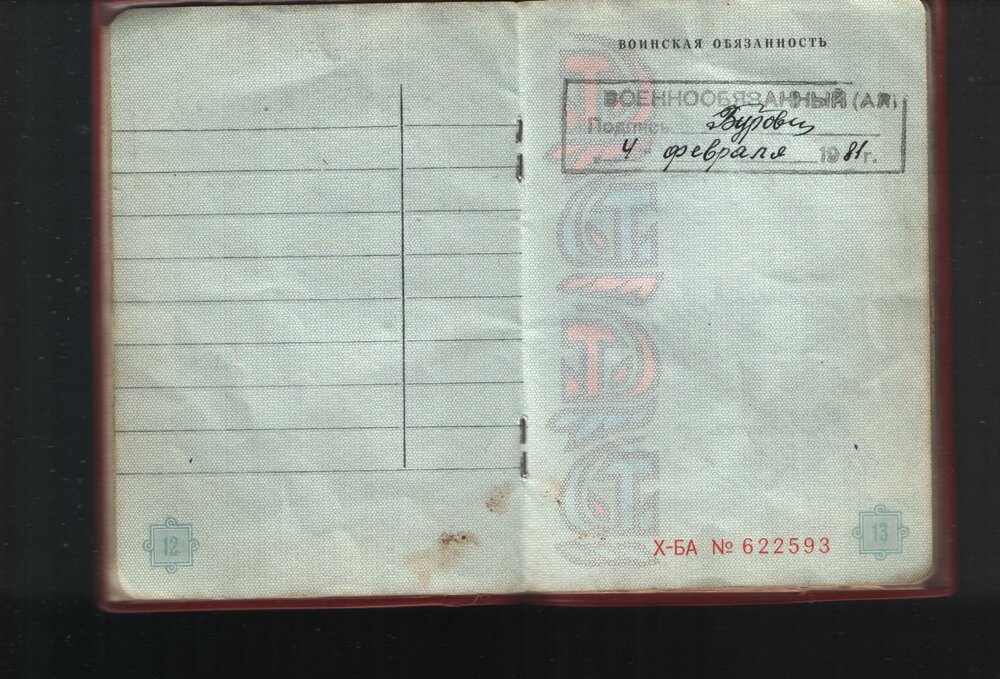 ВОИНСКАЯ ОБЯЗАННОСТЬ
ВОЕННООБЯЗАННЫЙ (АЯ)
Подпись
4 февраля 1981 г.
12
Х-БА № 622593
13